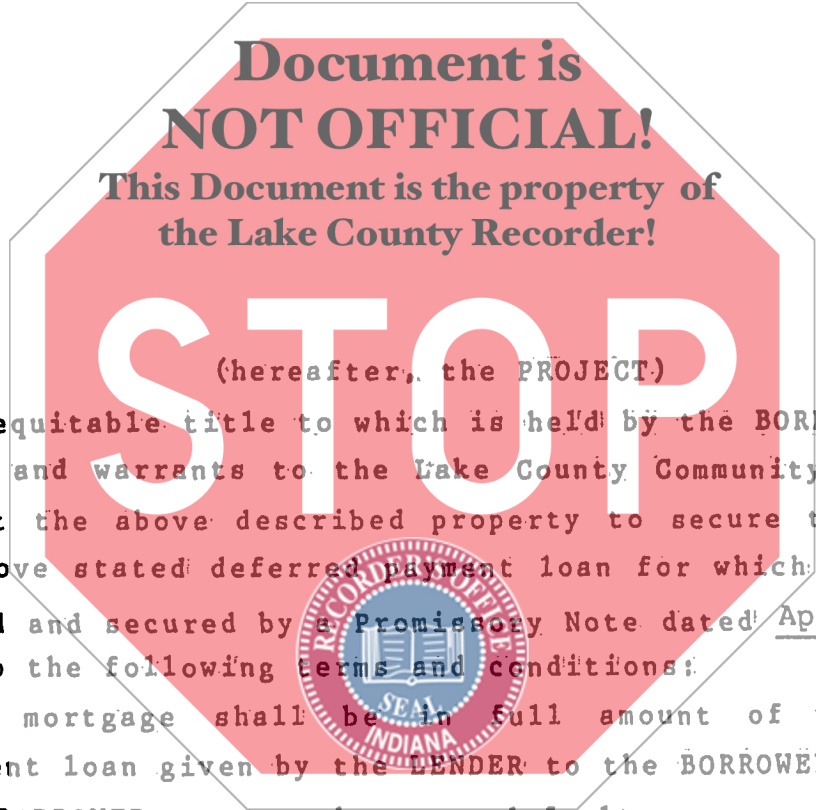 Document is
NOT OFFICIAL!
This Document is the property of
the Lake County Recorder!
STOP
(hereafter, the PROJECT)
equitable title to which is held by the BOR
and warrants to the Lake County Community
the above described property to secure
ove stated deferred payment loan for which
and secured by a Promissory Note dated Ap
the following terms and conditions:
mortgage shall be in full amount of
nt loan given by the LENDER to the BORROWE
RECORDER'S OFFICE
SEAL
INDIANA